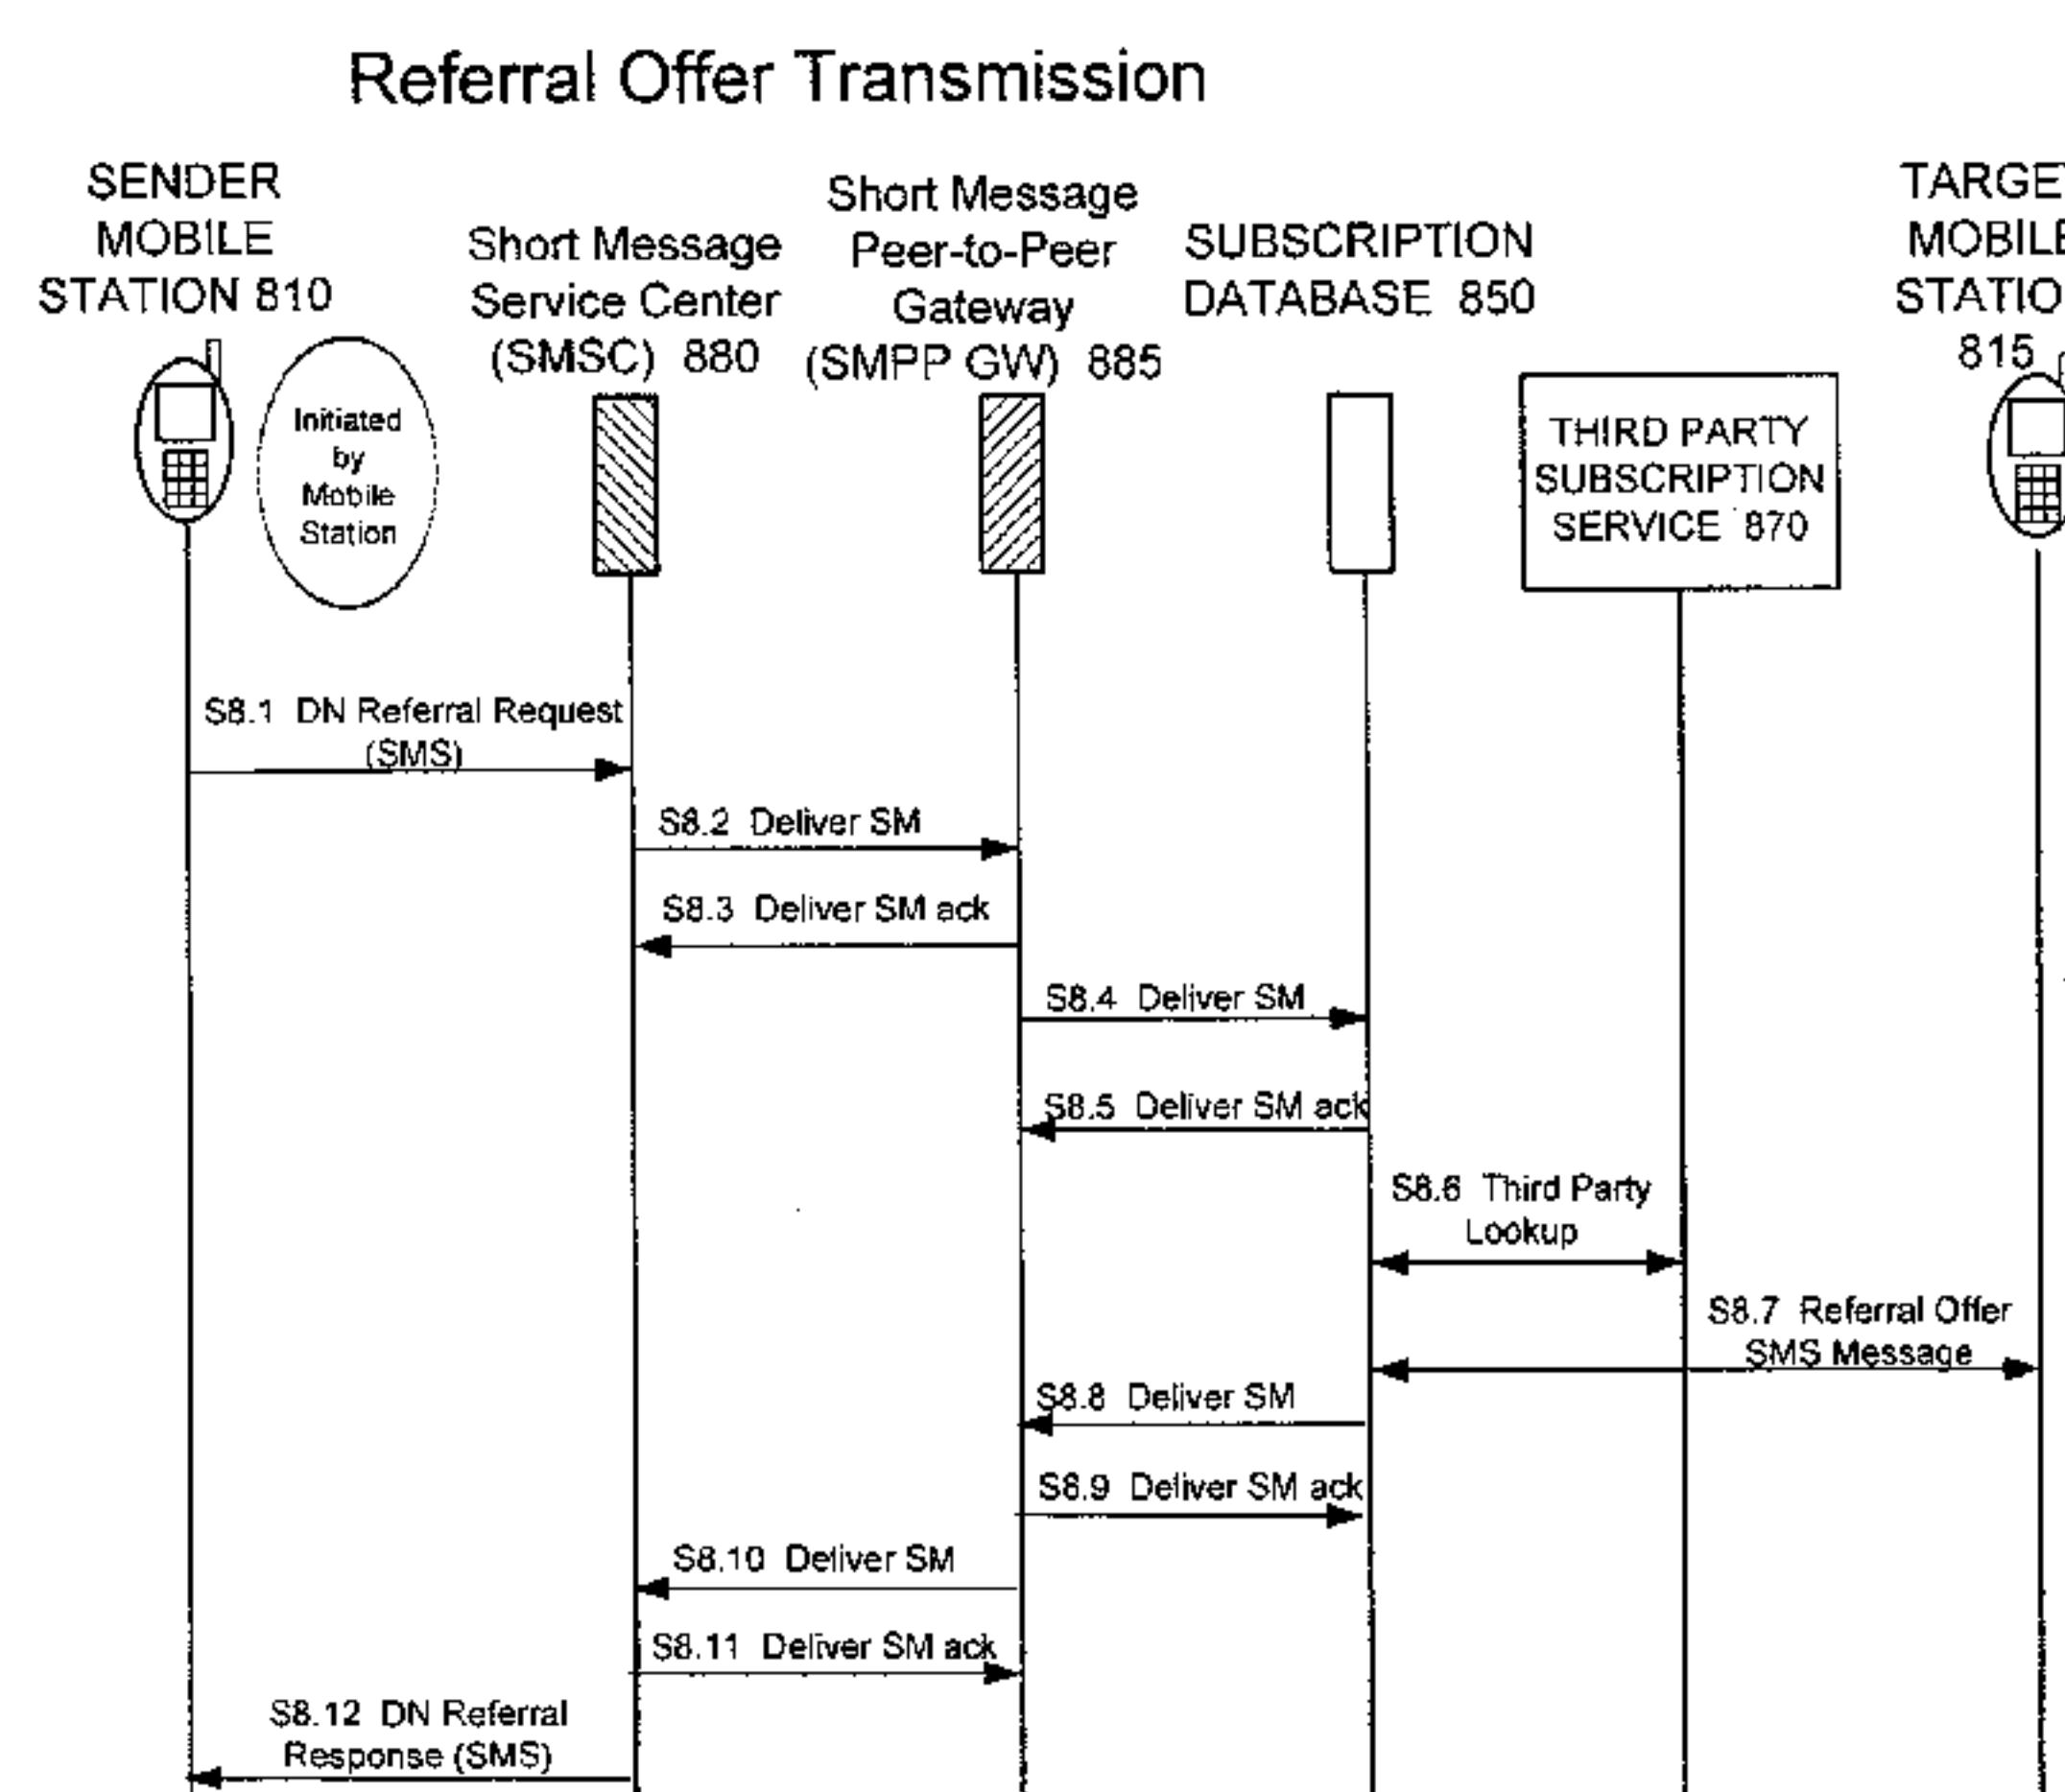 Referral Offer Transmission
SENDER
MOBILE
STATION 810
Short Message
Service Center
(SMSC) 880
Short Message
Peer-to-Peer
Gateway
(SMPP GW) 885
SUBSCRIPTION
DATABASE 850
TARGE
MOBILE
STATIO
815
Initiated
by
Mobile
Station
THIRD PARTY
SUBSCRIPTION
SERVICE 870
S8.1 DN Referral Request
(SMS)
S8.2 Deliver SM
S8.3 Deliver SM ack
S8.4 Deliver SM
S8.5 Deliver SM ack
S8.6 Third Party
Lookup
S8.7 Referral Offer
SMS Message
S8.8 Deliver SM
S8.9 Deliver SM ack
S8.10 Deliver SM
S8.11 Deliver SM ack
S8.12 DN Referral
Response (SMS)